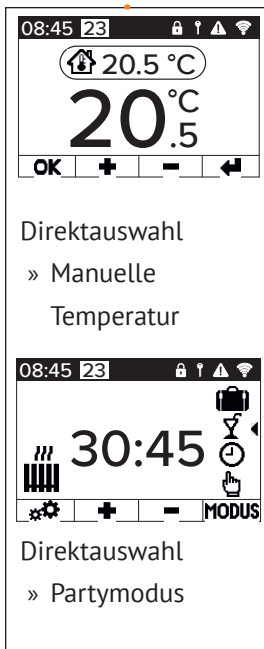 08:45 23
20.5 °C
20.5 °C
OK + −
Direktauswahl
» Manuelle
Temperatur
08:45 23
30:45
+ − MODUS
Direktauswahl
» Partymodus